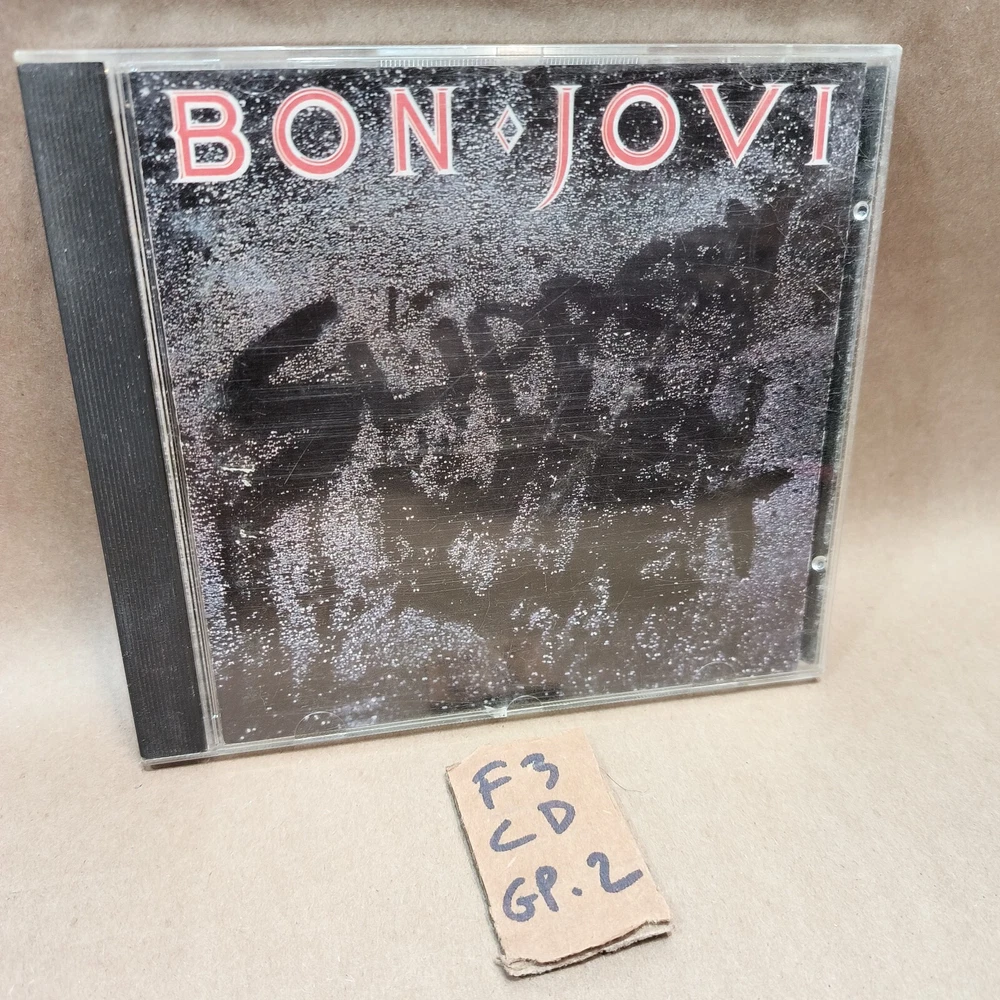 BON JOVI
SLIPPERY
WHEN
WET
F3
CD
GP.2